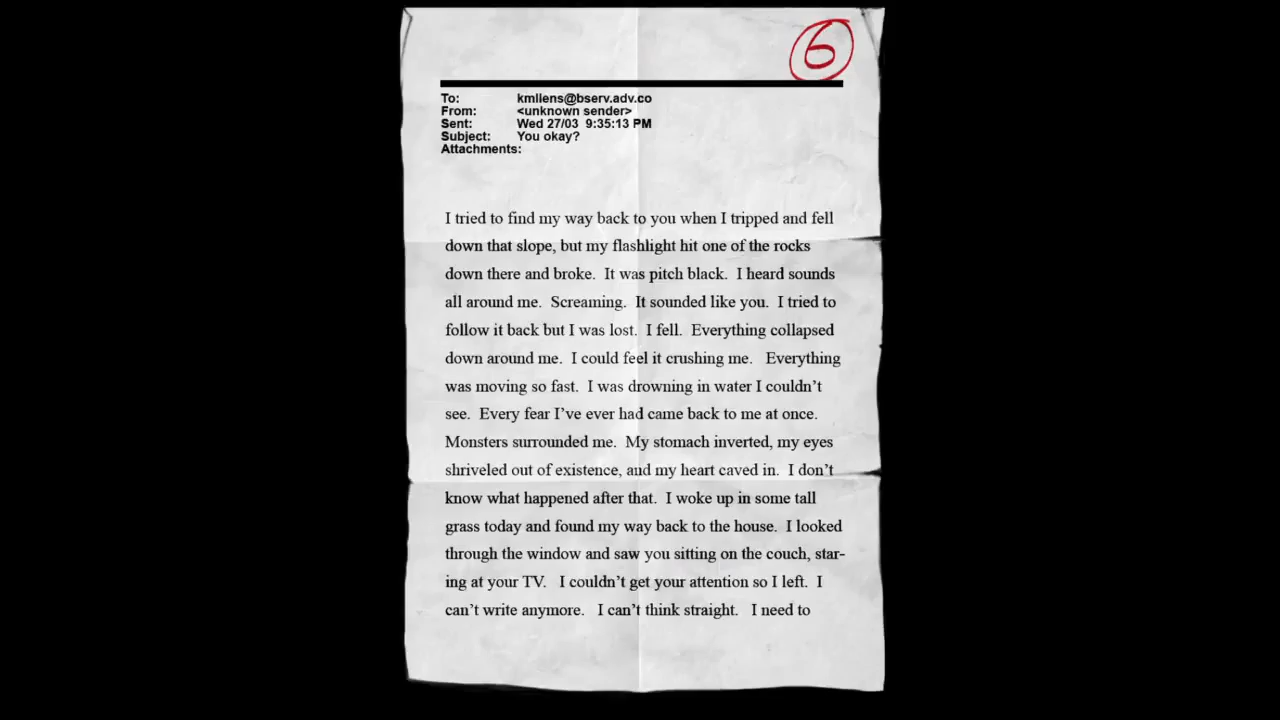 6
To: kmliens@bserv.adv.co
From: <unknown sender>
Sent: Wed 27/03 9:35:13 PM
Subject: You okay?
Attachments:
I tried to find my way back to you when I tripped and fell
down that slope, but my flashlight hit one of the rocks
down there and broke.  It was pitch black.  I heard sounds
all around me.  Screaming.  It sounded like you.  I tried to
follow it back but I was lost.  I fell.  Everything collapsed
down around me.  I could feel it crushing me.   Everything
was moving so fast.  I was drowning in water I couldn’t
see.  Every fear I’ve ever had came back to me at once.
Monsters surrounded me.  My stomach inverted, my eyes
shriveled out of existence, and my heart caved in.  I don’t
know what happened after that.  I woke up in some tall
grass today and found my way back to the house.  I looked
through the window and saw you sitting on the couch, star-
ing at your TV.   I couldn’t get your attention so I left.  I
can’t write anymore.   I can’t think straight.   I need to